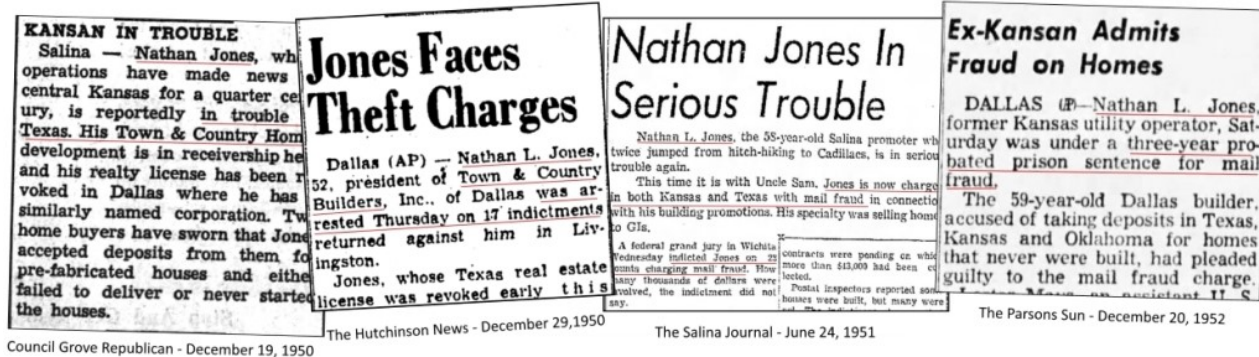 KANSAN IN TROUBLE
Salina — Nathan Jones, wh
operations have made news
central Kansas for a quarter ce
ury, is reportedly in trouble
Texas. His Town & Country Hom
development is in receivership he
and his realty license has been r
voked in Dallas where he has
similarly named corporation. Tw
home buyers have sworn that Jone
accepted deposits from them fo
pre-fabricated houses and eithe
failed to deliver or never starte
the houses.
Council Grove Republican - December 19, 1950
Jones Faces
Theft Charges
Dallas (AP) — Nathan L. Jones,
52, president of Town & Country
Builders, Inc., of Dallas was ar-
rested Thursday on 17 indictments
returned against him in Liv-
ingston.
Jones, whose Texas real estate
license was revoked early this
The Hutchinson News - December 29,1950
Nathan Jones In
Serious Trouble
Nathan L. Jones, the 58-year-old Salina promoter wh
twice jumped from hitch-hiking to Cadillacs, is in seriou
trouble again.
This time it is with Uncle Sam. Jones is now charge
in both Kansas and Texas with mail fraud in connectio
with his building promotions. His specialty was selling home
to GIs.
A federal grand jury in Wichita
Wednesday indicted Jones on 23
counts charging mail fraud. How
many thousands of dollars were
involved, the indictment did not
say.
contracts were pending on whic
more than $43,000 had been co
lected.
Postal inspectors reported som
houses were built, but many were
The Salina Journal - June 24, 1951
Ex-Kansan Admits
Fraud on Homes
DALLAS (AP)—Nathan L. Jones,
former Kansas utility operator, Sat-
urday was under a three-year pro-
bated prison sentence for mail
fraud.
The 59-year-old Dallas builder,
accused of taking deposits in Texas,
Kansas and Oklahoma for homes
that never were built, had pleaded
guilty to the mail fraud charge.
The Parsons Sun - December 20, 1952